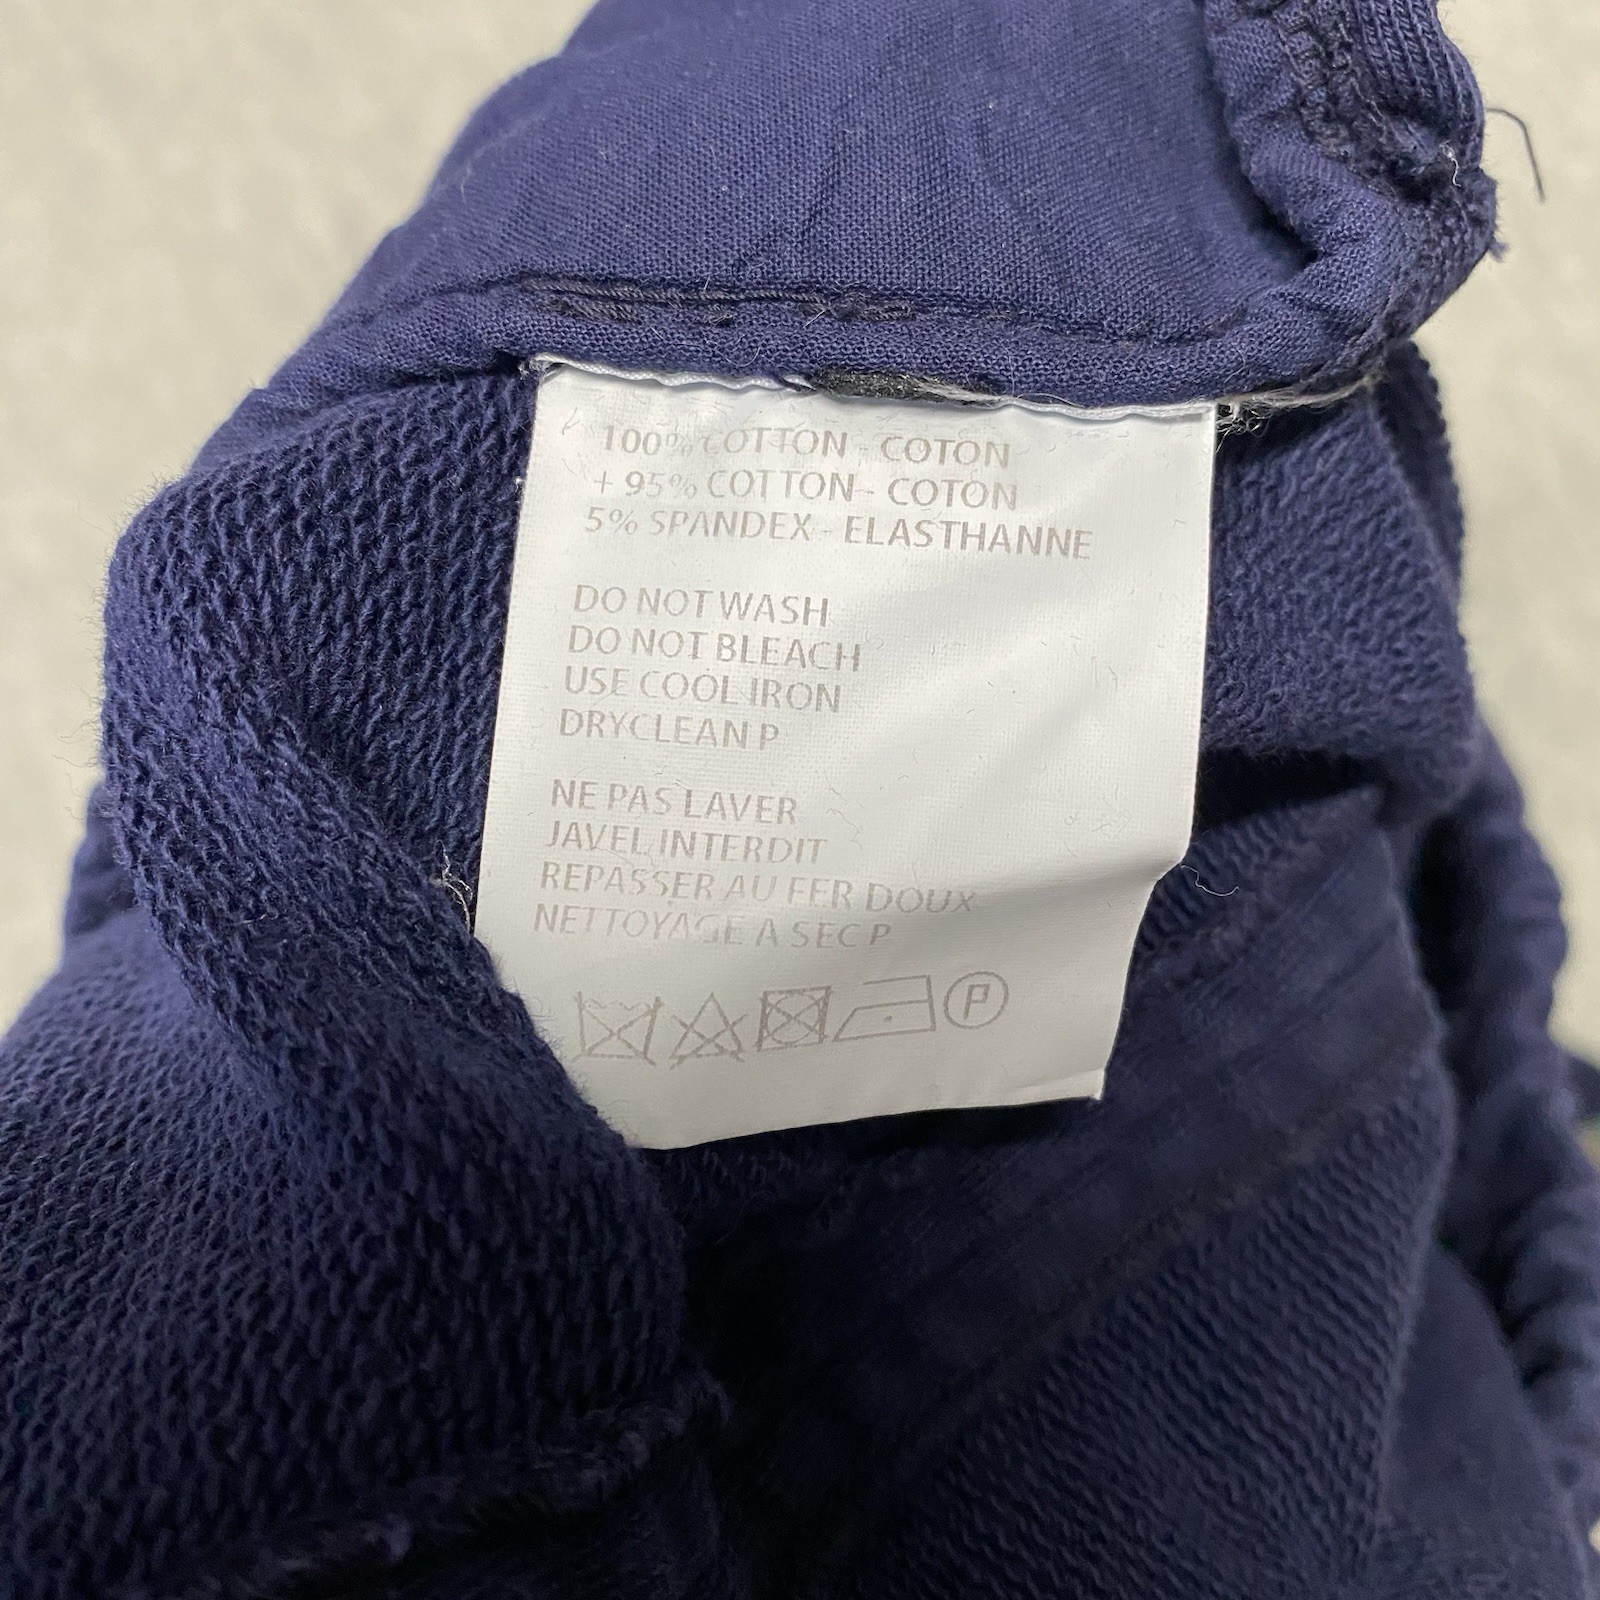 100% COTTON - COTON
+ 95% COTTON - COTON
5% SPANDEX - ELASTHANNE
DO NOT WASH
DO NOT BLEACH
USE COOL IRON
DRYCLEAN P
NE PAS LAVER
JAVEL INTERDIT
REPASSER AU FER DOUX
NETTOYAGE A SEC P
P